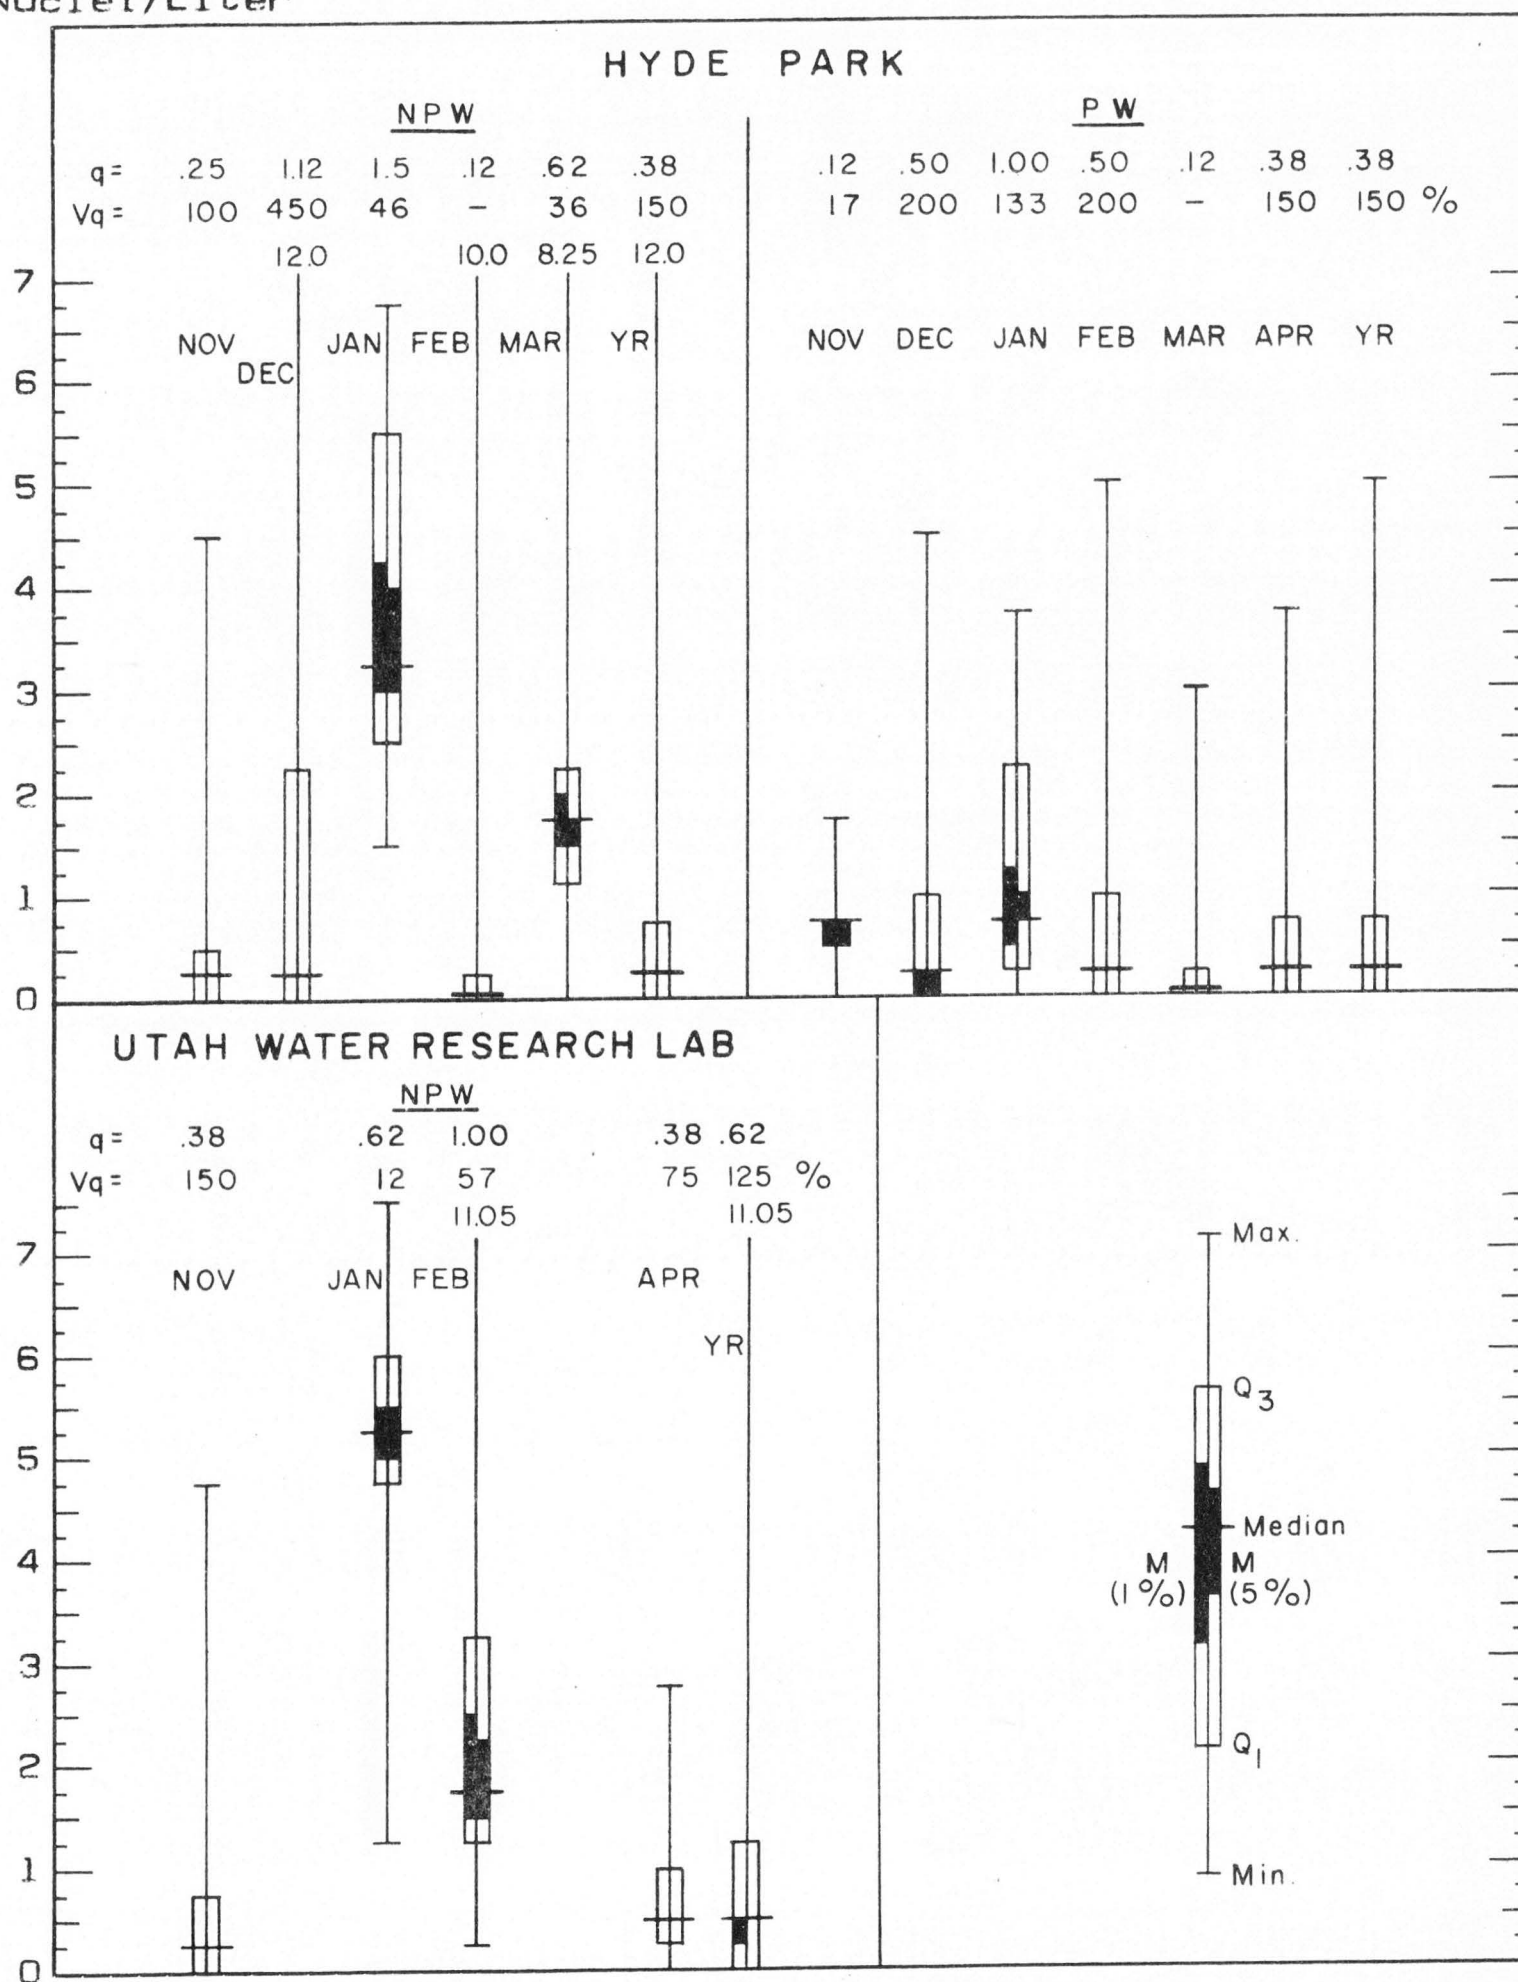 Nuclei/Liter
HYDE PARK
NPW
PW
q= .25 1.12 1.5 .12 .62 .38 .12 .50 1.00 .50 .12 .38 .38
Vq= 100 450 46 – 36 150 17 200 133 200 – 150 150 %
12.0 10.0 8.25 12.0
7
NOV DEC JAN FEB MAR YR NOV DEC JAN FEB MAR APR YR
6
5
4
3
2
1
0
UTAH WATER RESEARCH LAB
NPW
q= .38 .62 1.00 .38 .62
Vq= 150 12 57 75 125 %
11.05 11.05
7
NOV JAN FEB APR
YR
6
5
4
3
2
1
0
Max.
Q3
Median
M M
(1%) (5%)
Q1
Min.